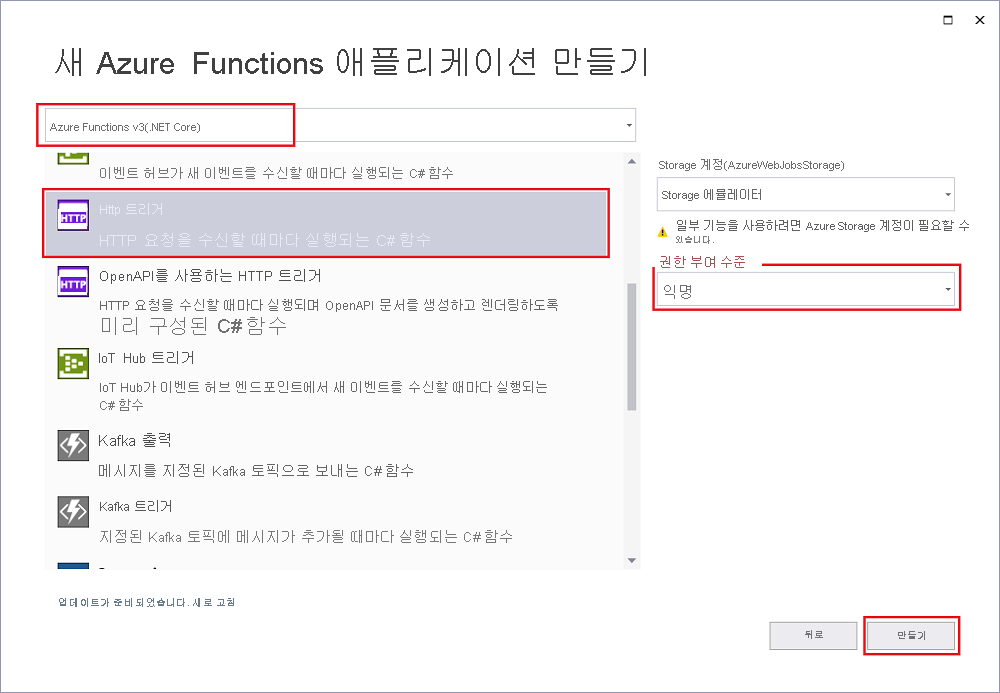 새 Azure Functions 애플리케이션 만들기
Azure Functions v3(.NET Core)
이벤트 허브가 새 이벤트를 수신할 때마다 실행되는 C# 함수
Http 트리거
HTTP 요청을 수신할 때마다 실행되는 C# 함수
OpenAPI를 사용하는 HTTP 트리거
HTTP 요청을 수신할 때마다 실행되며 OpenAPI 문서를 생성하고 렌더링하도록
미리 구성된 C# 함수
IoT Hub 트리거
IoT Hub가 이벤트 허브 엔드포인트에서 새 이벤트를 수신할 때마다 실행되는
C# 함수
Kafka 출력
메시지를 지정된 Kafka 토픽으로 보내는 C# 함수
Kafka 트리거
지정된 Kafka 토픽에 메시지가 추가될 때마다 실행되는 C# 함수
Storage 계정(AzureWebJobsStorage)
Storage 에뮬레이터
일부 기능을 사용하려면 Azure Storage 계정이 필요할 수
있습니다.
권한 부여 수준
익명
업데이트가 준비되었습니다. 새로 고침
뒤로
만들기
HTTP
HTTP